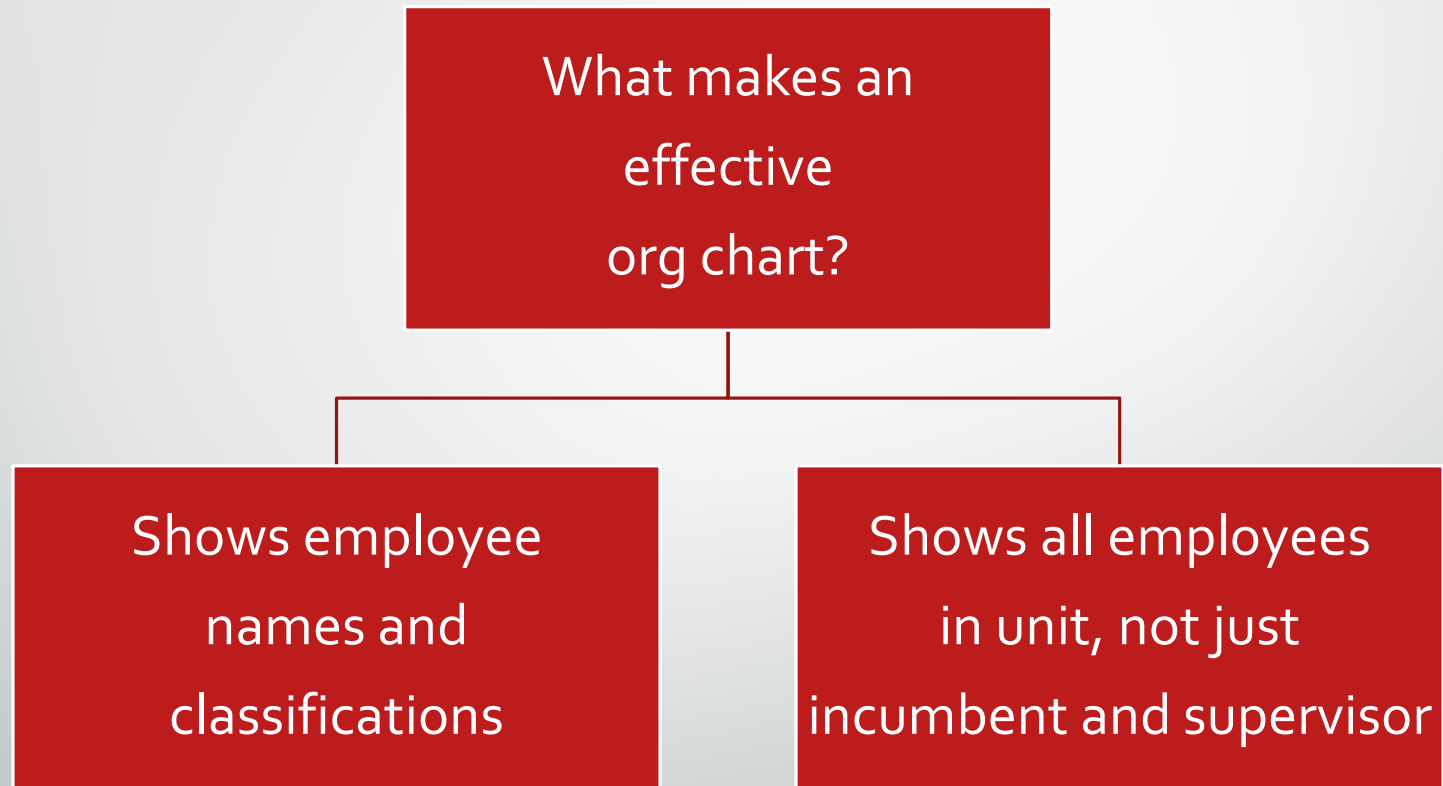 What makes an
effective
org chart?
Shows employee
names and
classifications
Shows all employees
in unit, not just
incumbent and supervisor